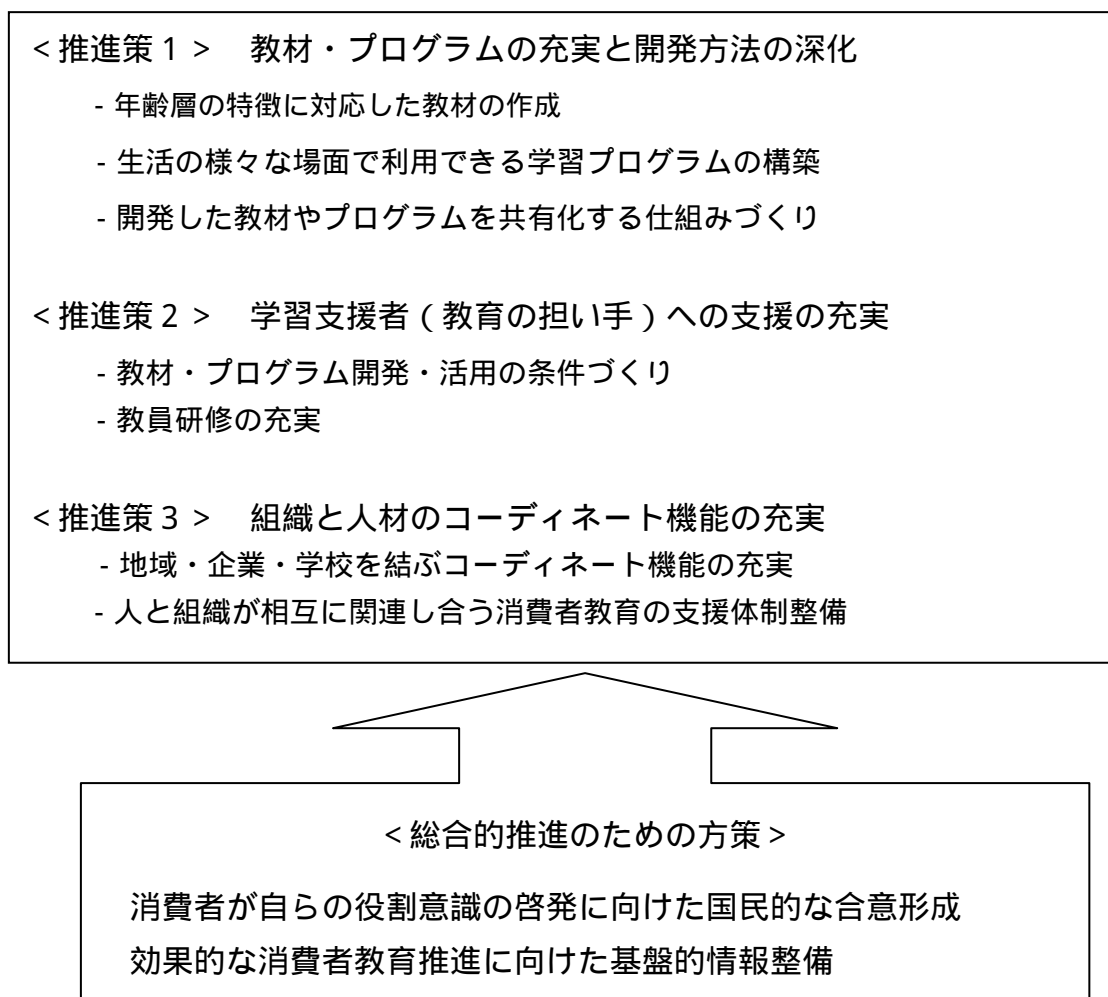 ＜推進策１＞　教材・プログラムの充実と開発方法の深化
- 年齢層の特徴に対応した教材の作成
- 生活の様々な場面で利用できる学習プログラムの構築
- 開発した教材やプログラムを共有化する仕組みづくり
＜推進策２＞　学習支援者（教育の担い手）への支援の充実
- 教材・プログラム開発・活用の条件づくり
- 教員研修の充実
＜推進策３＞　組織と人材のコーディネート機能の充実
- 地域・企業・学校を結ぶコーディネート機能の充実
- 人と組織が相互に関連し合う消費者教育の支援体制整備
＜総合的推進のための方策＞
消費者が自らの役割意識の啓発に向けた国民的な合意形成
効果的な消費者教育推進に向けた基盤的情報整備